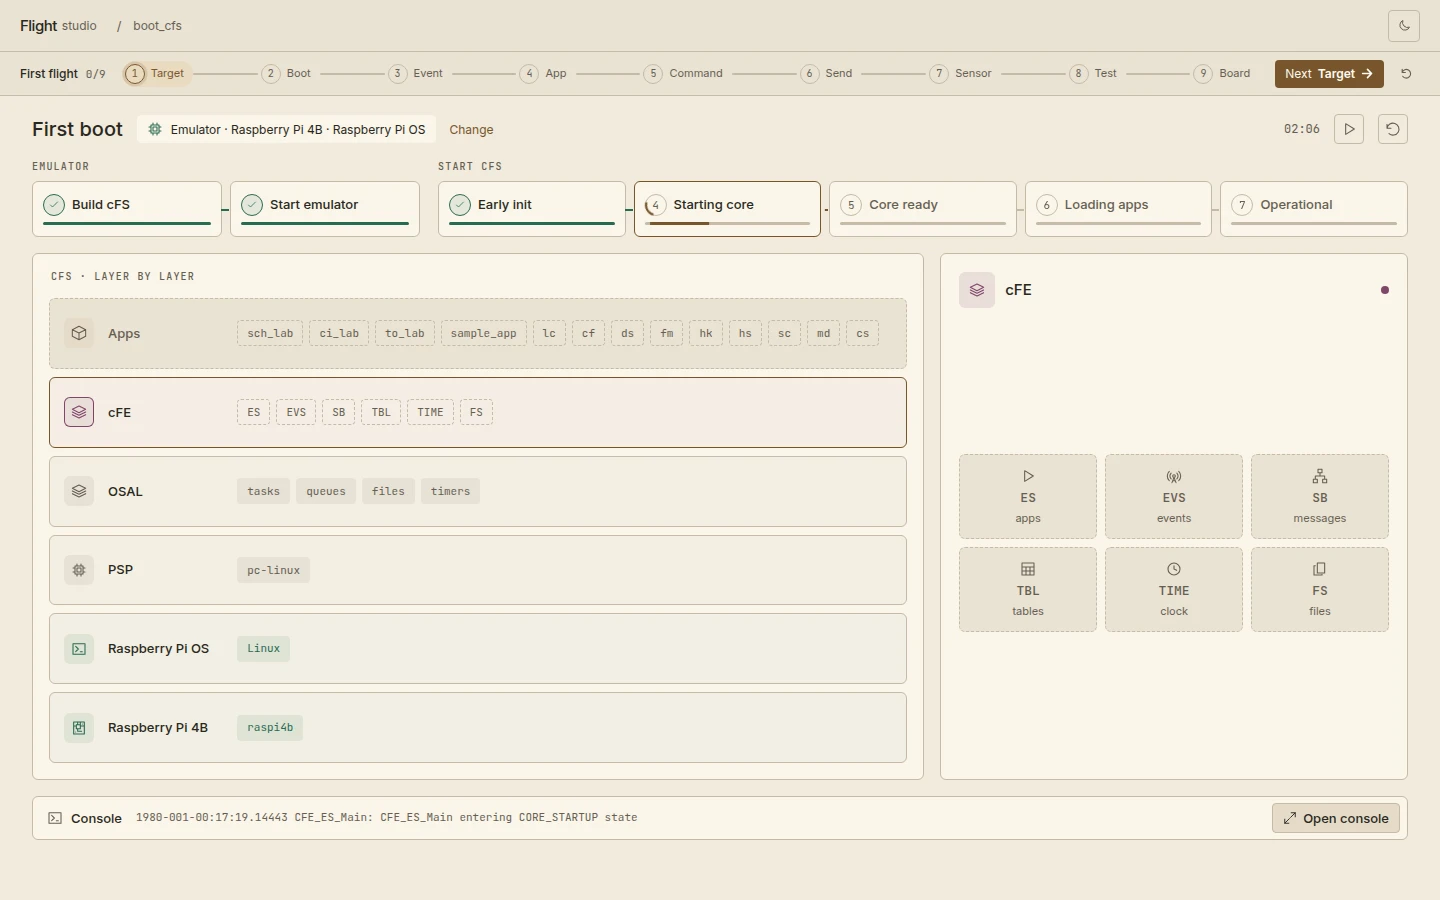 Flight studio / boot_cfs
First flight 0/9 1 Target 2 Boot 3 Event 4 App 5 Command 6 Send 7 Sensor 8 Test 9 Board Next Target
First boot Emulator · Raspberry Pi 4B · Raspberry Pi OS Change 02:06
EMULATOR START CFS
Build cFS Start emulator Early init 4 Starting core 5 Core ready 6 Loading apps 7 Operational
CFS · LAYER BY LAYER
Apps sch_lab ci_lab to_lab sample_app lc cf ds fm hk hs sc md cs
cFE ES EVS SB TBL TIME FS
OSAL tasks queues files timers
PSP pc-linux
Raspberry Pi OS Linux
Raspberry Pi 4B raspi4b
cFE
ES EVS SB
apps events messages
TBL TIME FS
tables clock files
Console 1980-001-00:17:19.14443 CFE_ES_Main: CFE_ES_Main entering CORE_STARTUP state Open console